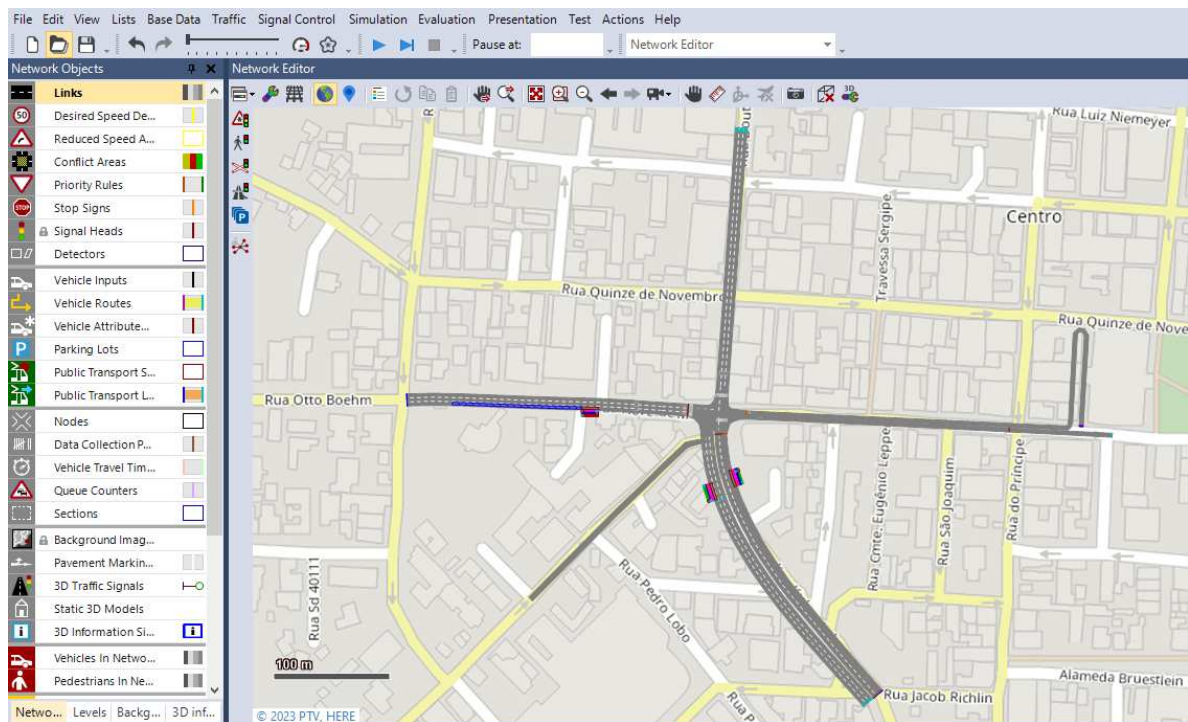 File Edit View Lists Base Data Traffic Signal Control Simulation Evaluation Presentation Test Actions Help
Pause at: Network Editor
Network Objects
Network Editor
Links
Desired Speed De...
Reduced Speed A...
Conflict Areas
Priority Rules
Stop Signs
Signal Heads
Detectors
Vehicle Inputs
Vehicle Routes
Vehicle Attribute...
Parking Lots
Public Transport S...
Public Transport L...
Nodes
Data Collection P...
Vehicle Travel Tim...
Queue Counters
Sections
Background Imag...
Pavement Markin...
3D Traffic Signals
Static 3D Models
3D Information Si...
Vehicles In Netwo...
Pedestrians In Ne...
Netwo... Levels Backg... 3D inf...
50
STOP
P
3D
Rua Luiz Niemeyer
Centro
Travessa Sergipe
Rua Quinze de Novembro
Rua Quinze de Nove
Rua Otto Boehm
Rua Cmte. Eugênio Leppe
Rua São Joaquim
Rua do Príncipe
Rua Sd 40111
Rua Pedro Lobo
Rua Pe
100 m
Rua Jacob Richlin
Alameda Bruestlein
© 2023 PTV, HERE